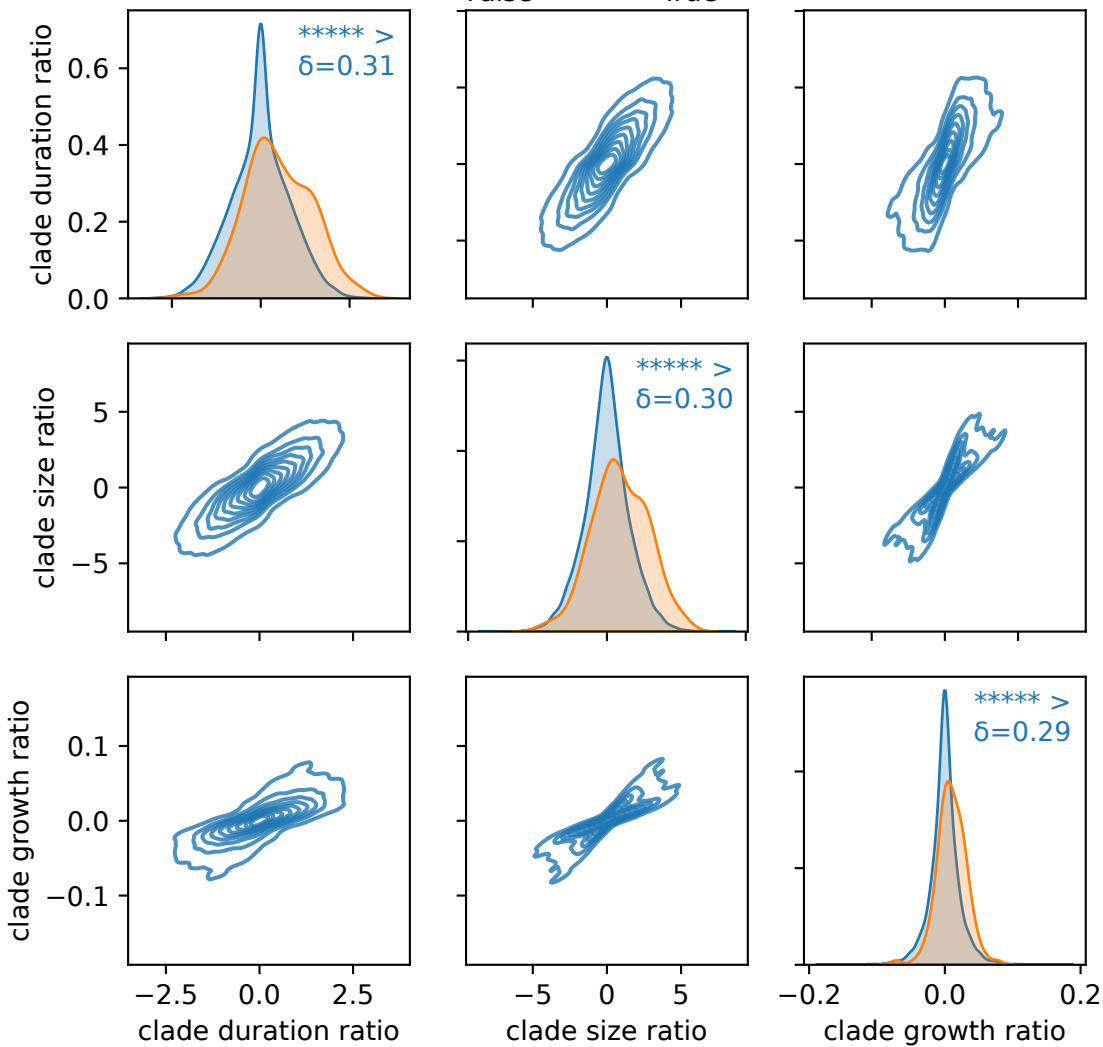 ***** >
δ=0.31
clade duration ratio
0.6
0.4
0.2
0.0
***** >
δ=0.30
clade size ratio
5
0
−5
***** >
δ=0.29
clade growth ratio
0.1
0.0
−0.1
−2.5 0.0 2.5
−5 0 5
−0.2 0.0 0.2
clade duration ratio
clade size ratio
clade growth ratio